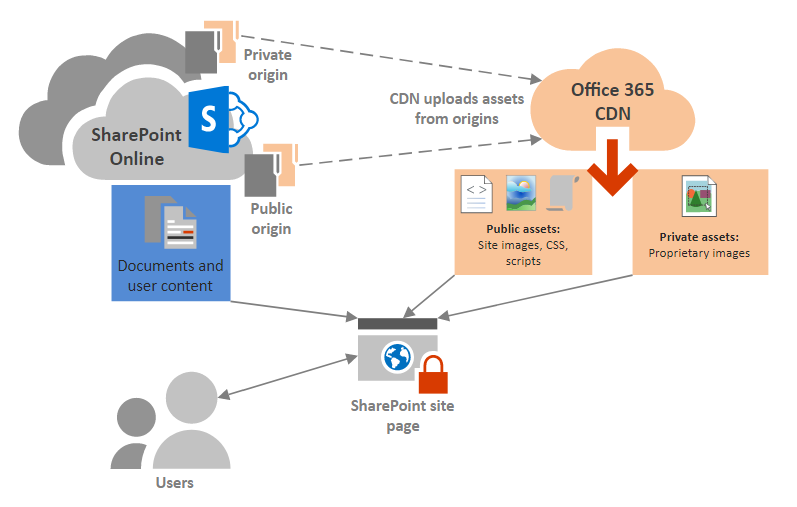 Private
origin
CDN uploads assets
from origins
Office 365
CDN
S
SharePoint
Online
Public
origin
Documents and
user content
< >
Public assets:
Site images, CSS,
scripts
Private assets:
Proprietary images
SharePoint site
page
Users